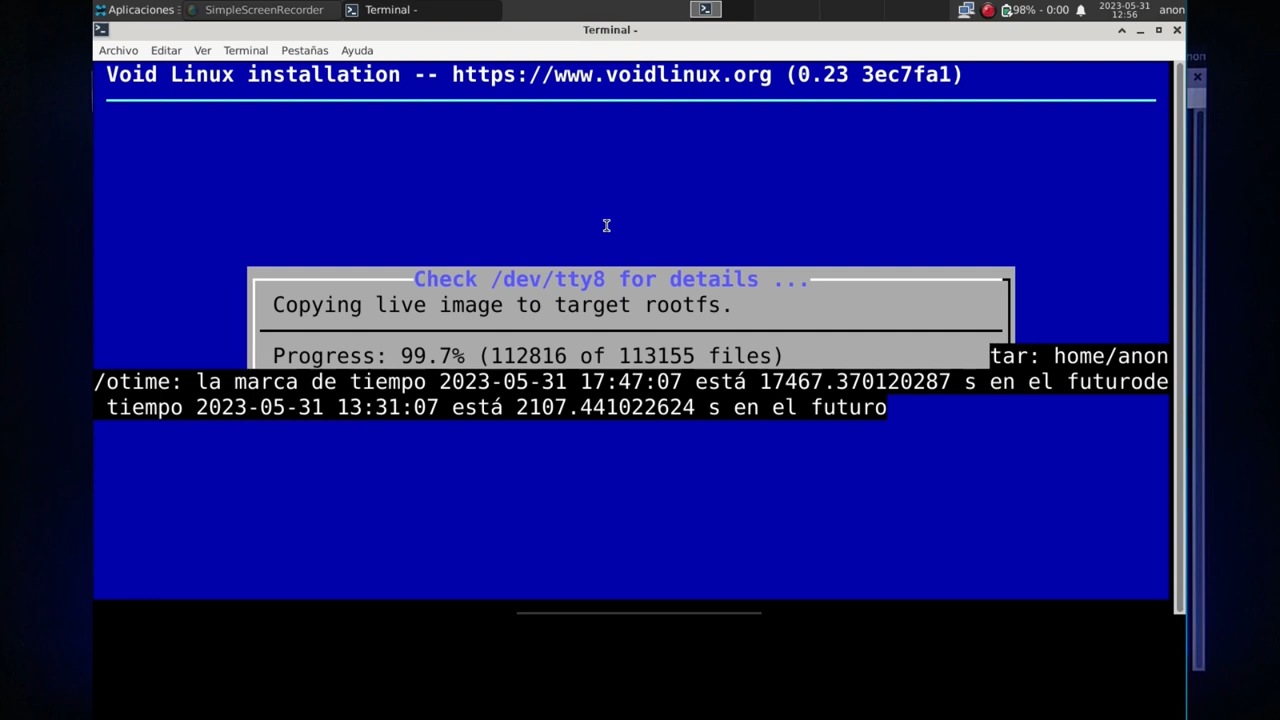 Aplicaciones
SimpleScreenRecorder
Terminal -
98% - 0:00
2023-05-31
12:56
anon
Terminal -
Archivo Editar Ver Terminal Pestañas Ayuda
anon
Void Linux installation -- https://www.voidlinux.org (0.23 3ec7fa1)
Check /dev/tty8 for details ...
Copying live image to target rootfs.
Progress: 99.7% (112816 of 113155 files) tar: home/anon
/otime: la marca de tiempo 2023-05-31 17:47:07 está 17467.370120287 s en el futurode
tiempo 2023-05-31 13:31:07 está 2107.441022624 s en el futuro